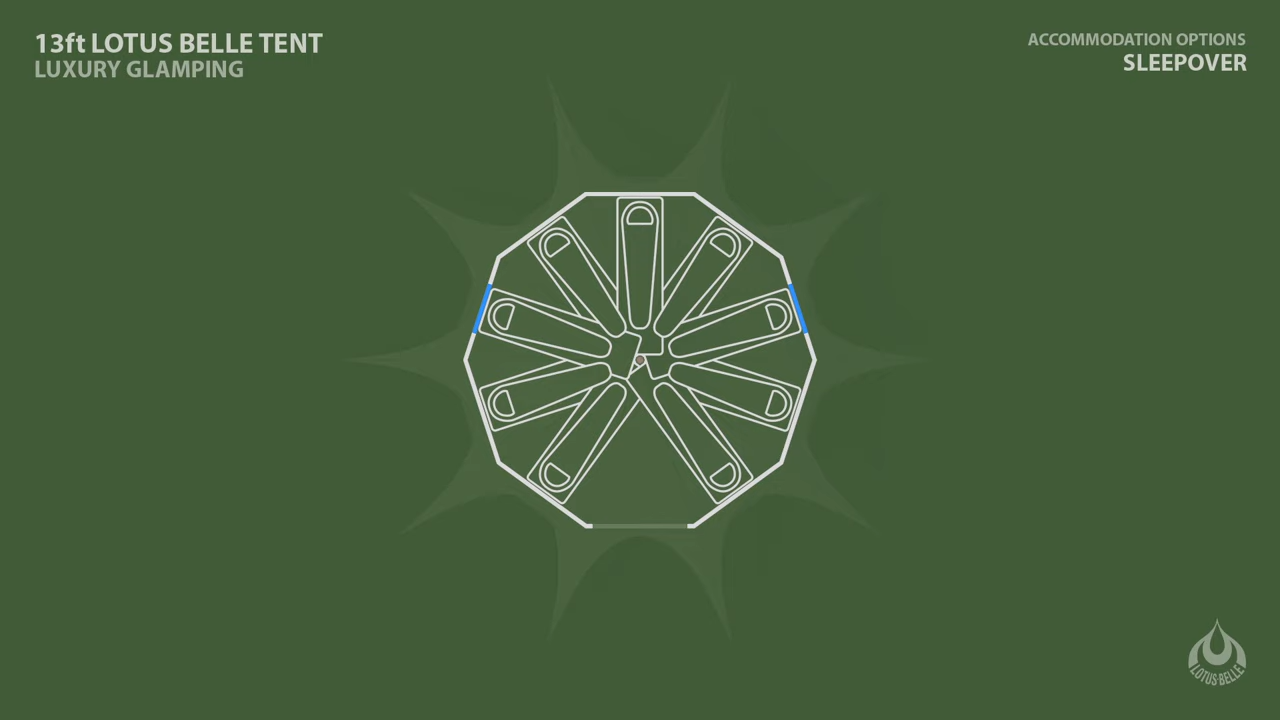 13ft LOTUS BELLE TENT
LUXURY GLAMPING
ACCOMMODATION OPTIONS
SLEEPOVER
LOTUS·BELLE